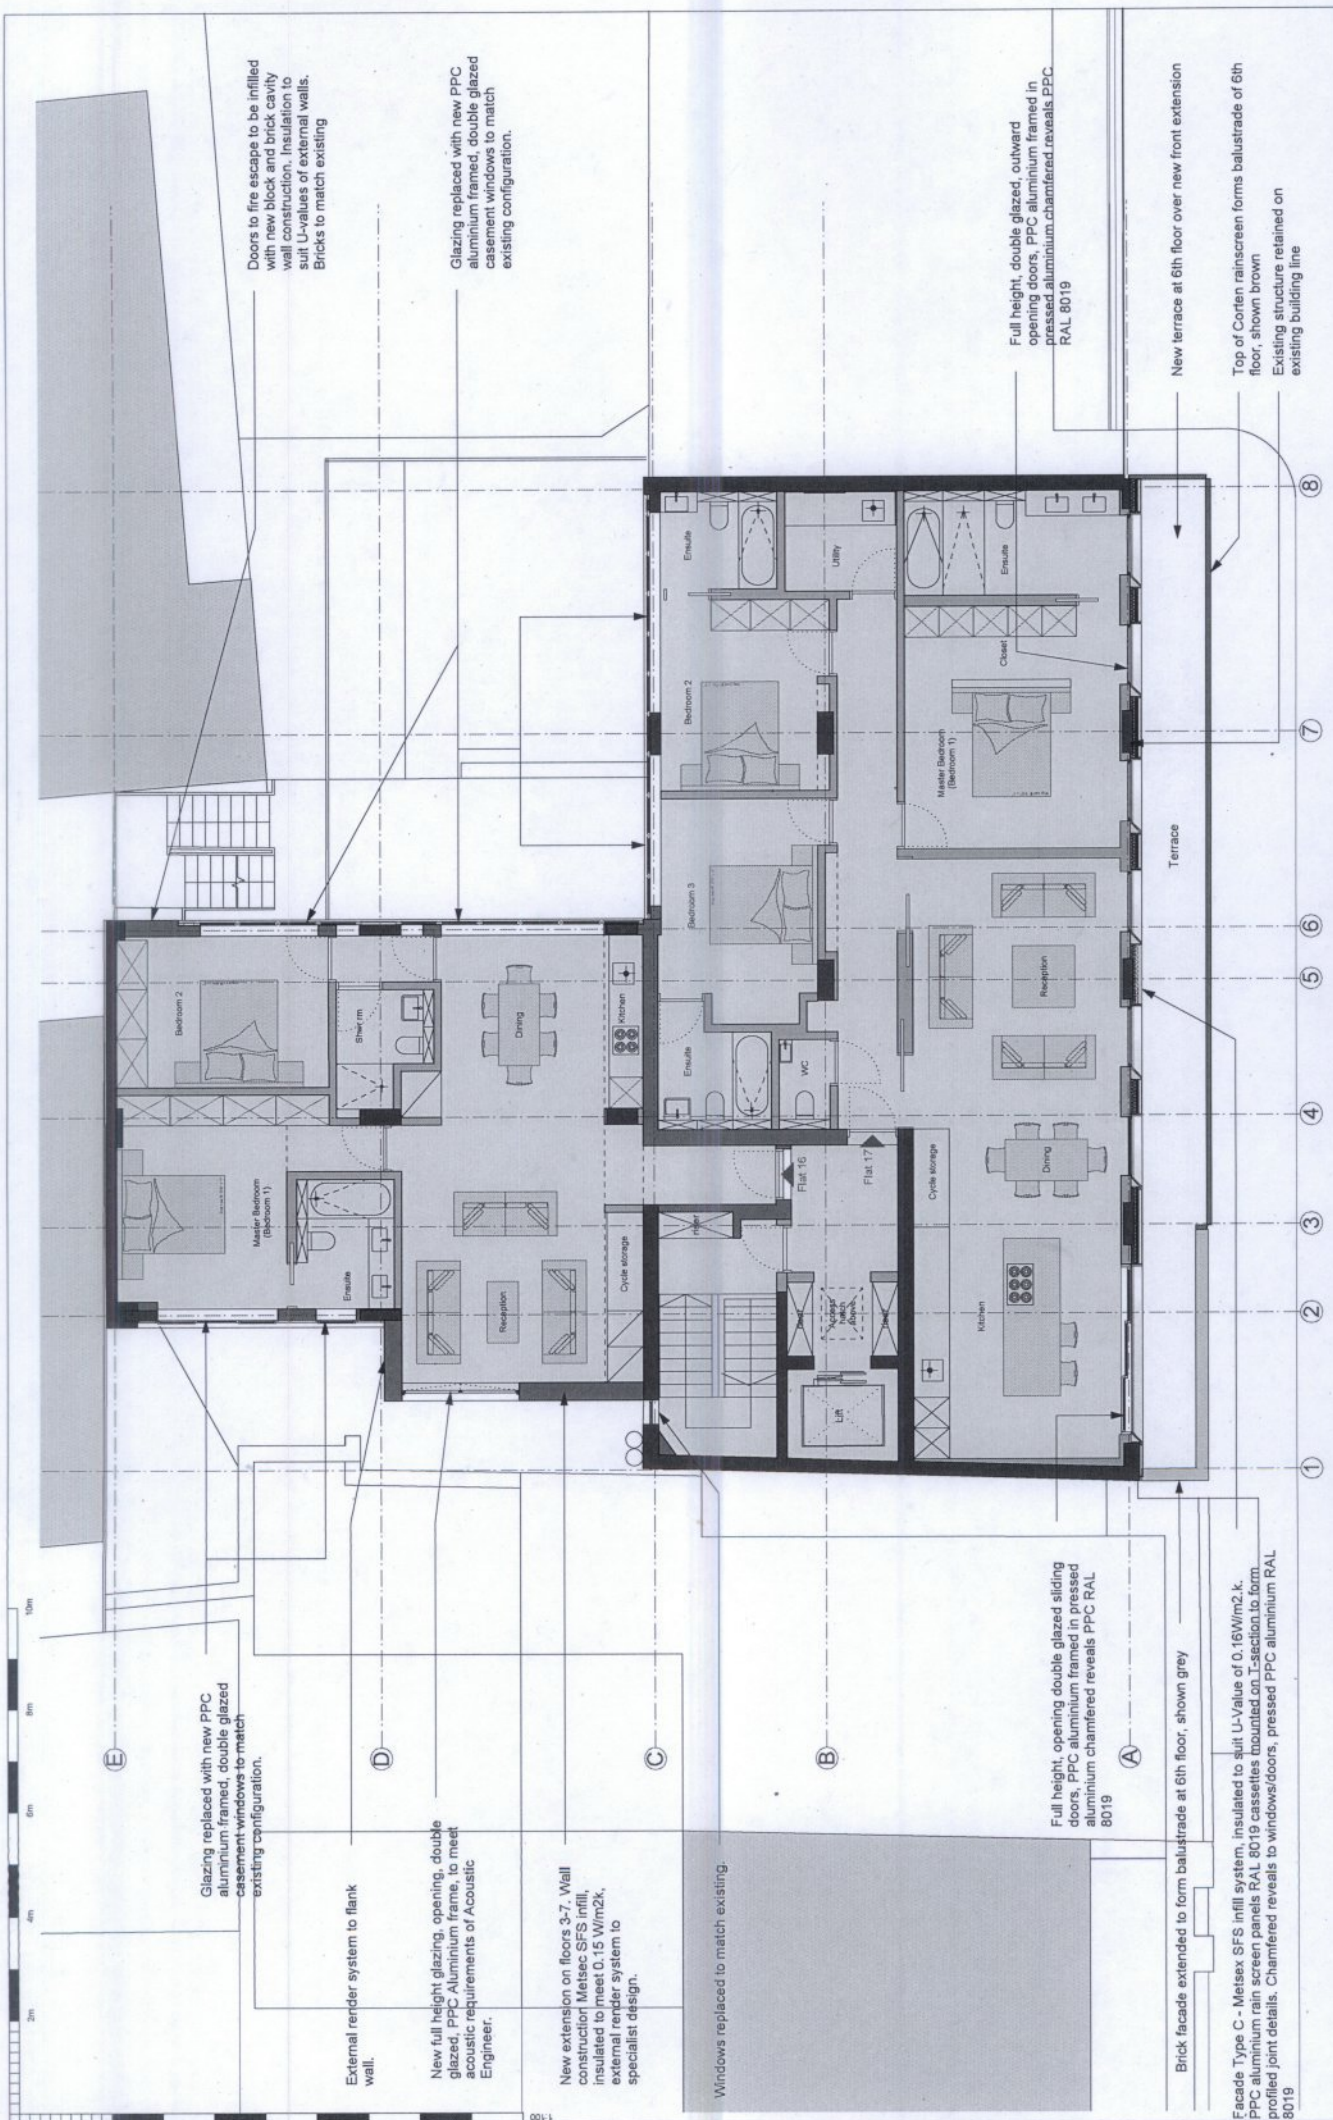 Doors to fire escape to be infilled
with new block and brick cavity
wall construction. Insulation to
suit U-values of external walls.
Bricks to match existing
Glazing replaced with new PPC
aluminium framed, double glazed
casement windows to match
existing configuration.
Full height, double glazed, outward
opening doors, PPC aluminium framed in
pressed aluminium chamfered reveals PPC
RAL 8019
New terrace at 6th floor over new front extension
Top of Corten rainscreen forms balustrade of 6th
floor, shown brown
Existing structure retained on
existing building line
Bedroom 2
Shwr rm
Dining
Kitchen
Master Bedroom
(Bedroom 1)
Ensuite
Reception
Cycle storage
Ensuite
Utility
Ensuite
Bedroom 2
Closet
Master Bedroom
(Bedroom 1)
Bedroom 3
Terrace
Ensuite
WC
Reception
Flat 16
Flat 17
Cycle storage
Dining
riser
riser
Access
hatch
above
riser
Lift
Kitchen
8
7
6
5
4
3
2
1
E
D
C
B
A
2m
4m
6m
8m
10m
1:100
Glazing replaced with new PPC
aluminium framed, double glazed
casement windows to match
existing configuration.
External render system to flank
wall.
New full height glazing, opening, double
glazed, PPC Aluminium frame, to meet
acoustic requirements of Acoustic
Engineer.
New extension on floors 3-7. Wall
construction Metsec SFS infill,
insulated to meet 0.15 W/m2k,
external render system to
specialist design.
Windows replaced to match existing.
Full height, opening double glazed sliding
doors, PPC aluminium framed in pressed
aluminium chamfered reveals PPC RAL
8019
Brick facade extended to form balustrade at 6th floor, shown grey
Facade Type C - Metsex SFS infill system, insulated to suit U-Value of 0.16W/m2.k.
PPC aluminium rain screen panels RAL 8019 cassettes mounted on T-section to form
profiled joint details. Chamfered reveals to windows/doors, pressed PPC aluminium RAL
8019